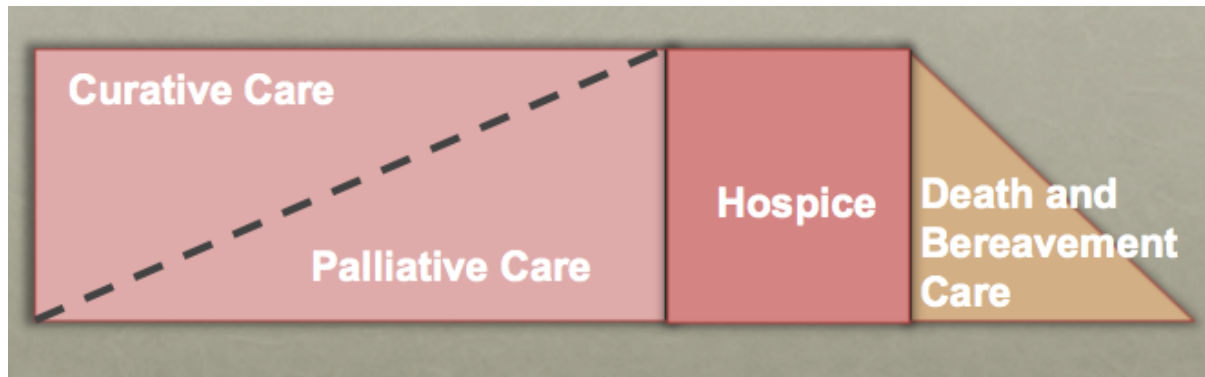 Curative Care
Palliative Care
Hospice
Death and
Bereavement
Care